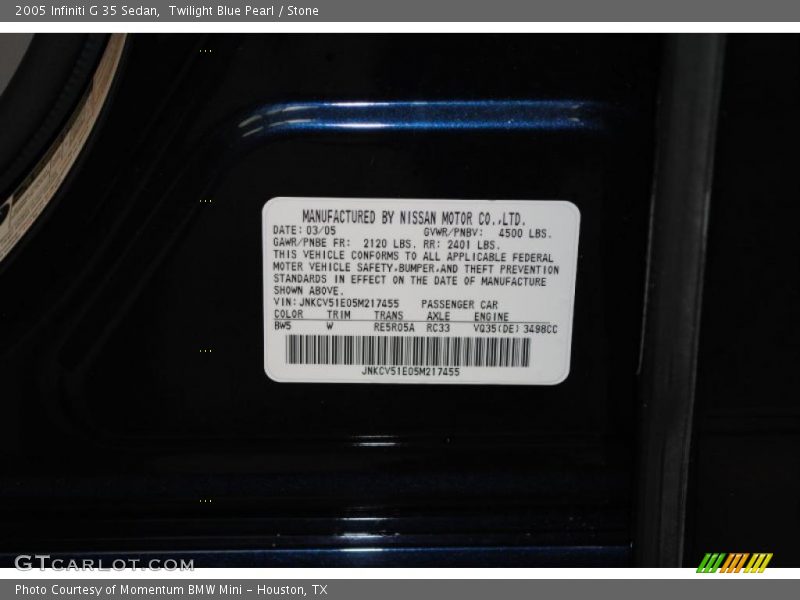 2005 Infiniti G 35 Sedan,  Twilight Blue Pearl / Stone
MANUFACTURED BY NISSAN MOTOR CO.,LTD.
DATE: 03/05 GVWR/PNBV: 4500 LBS.
GAWR/PNBE FR: 2120 LBS. RR: 2401 LBS.
THIS VEHICLE CONFORMS TO ALL APPLICABLE FEDERAL
MOTER VEHICLE SAFETY,BUMPER,AND THEFT PREVENTION
STANDARDS IN EFFECT ON THE DATE OF MANUFACTURE
SHOWN ABOVE.
VIN: JNKCV51E05M217455 PASSENGER CAR
COLOR TRIM TRANS AXLE ENGINE
BW5 W RE5R05A RC33 VQ35(DE) 3498CC
JNKCV51E05M217455
GTCARLOT.COM
Photo Courtesy of Momentum BMW Mini - Houston, TX